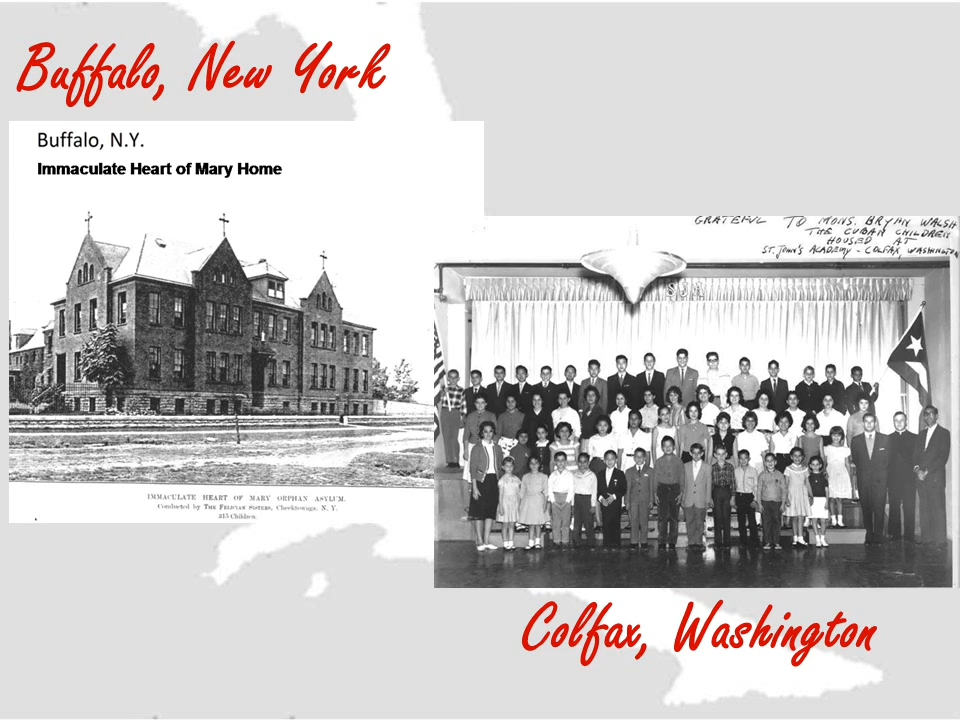 Buffalo, New York
Buffalo, N.Y.
Immaculate Heart of Mary Home
IMMACULATE HEART OF MARY ORPHAN ASYLUM.
Conducted by THE FELICIAN SISTERS, Cheektowaga, N. Y.
315 Children.
GRATEFUL TO MONS. BRYAN WALSH
THE CUBAN CHILDREN
HOUSED AT
ST. JOHN'S ACADEMY - COLFAX, WASHINGTON
Colfax, Washington